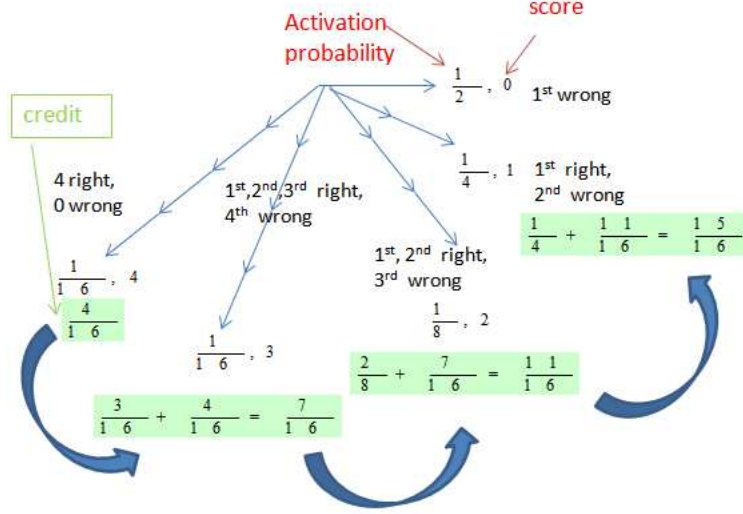 score
Activation
probability
1/2 , 0
1st wrong
credit
4 right,
0 wrong
1st,2nd,3rd right,
4th wrong
1/4 , 1
1st right,
2nd wrong
1/4 + 11/16 = 15/16
1st, 2nd right,
3rd wrong
1/16 , 4
4/16
1/8 , 2
1/16 , 3
2/8 + 7/16 = 11/16
3/16 + 4/16 = 7/16